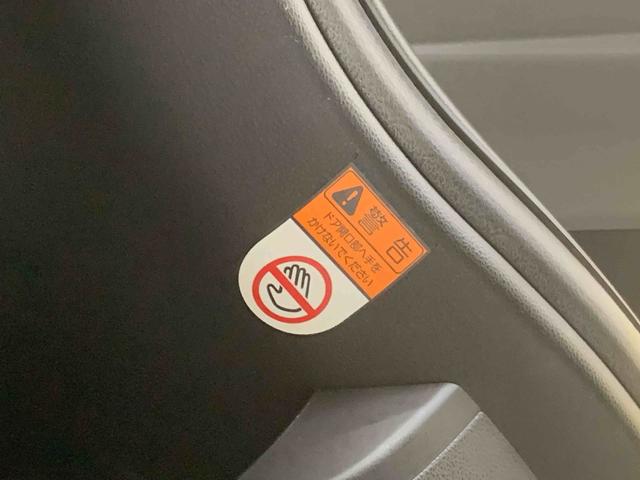 警告
ドア開口部へ手を
かけないでください